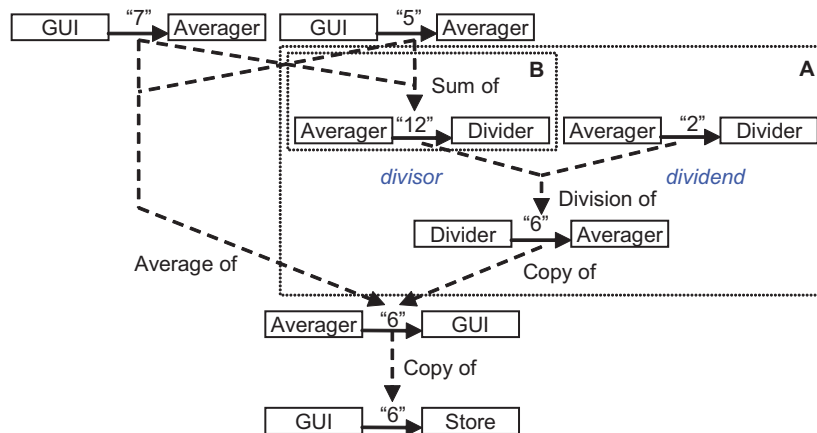 “7” “5”
GUI Averager GUI Averager
B A
Sum of
“12” “2”
Averager Divider Averager Divider
divisor dividend
Division of
“6”
Divider Averager
Average of Copy of
“6”
Averager GUI
Copy of
“6”
GUI Store